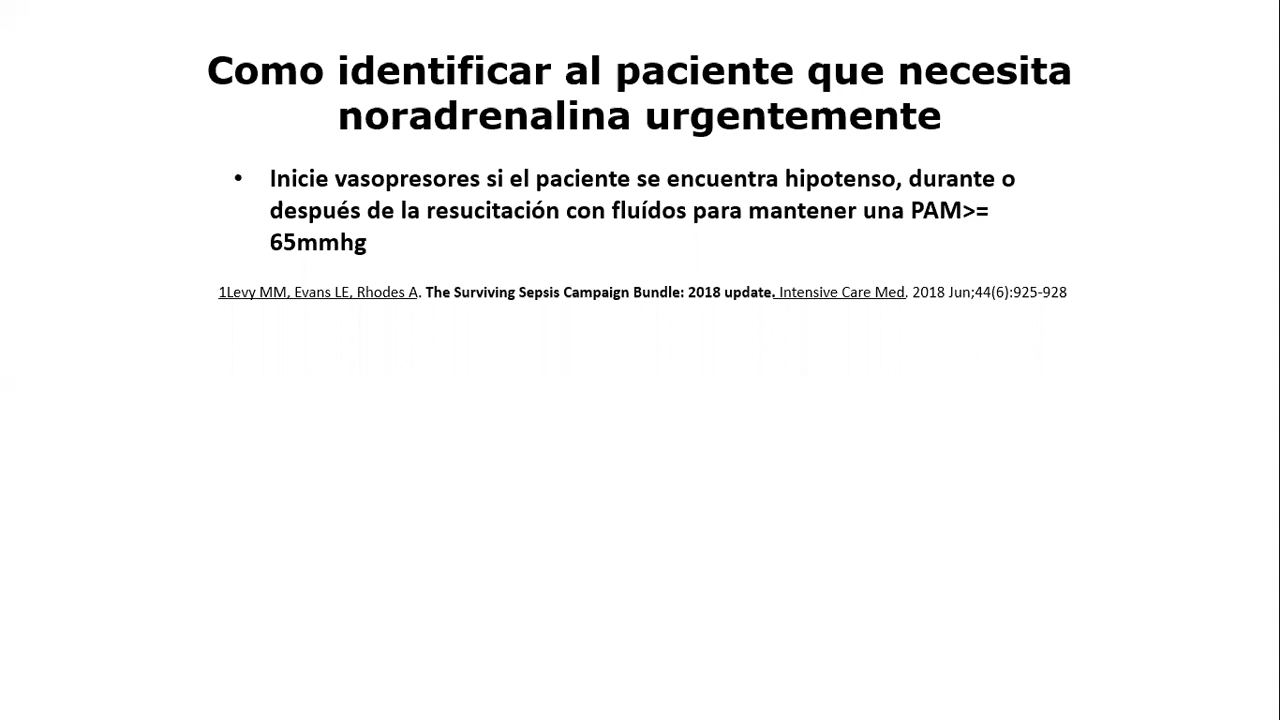 Como identificar al paciente que necesita
noradrenalina urgentemente
• Inicie vasopresores si el paciente se encuentra hipotenso, durante o
después de la resucitación con fluídos para mantener una PAM>=
65mmhg
1Levy MM, Evans LE, Rhodes A. The Surviving Sepsis Campaign Bundle: 2018 update. Intensive Care Med. 2018 Jun;44(6):925-928